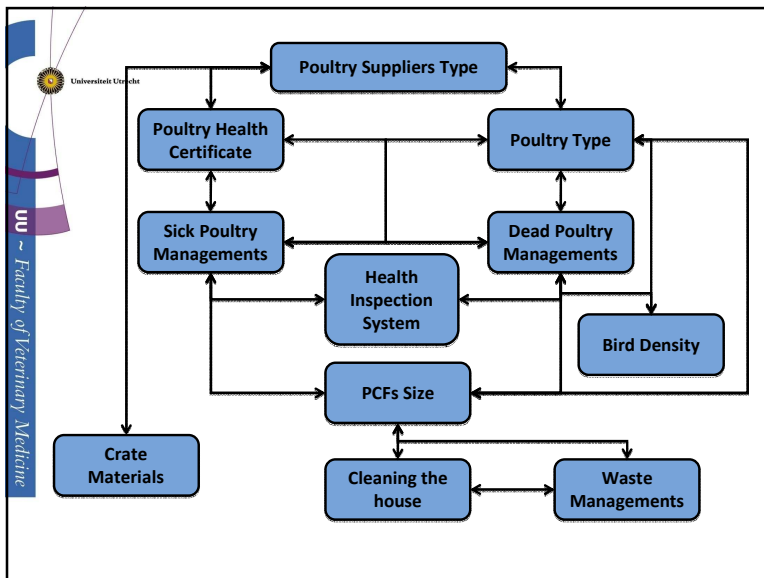 Poultry Suppliers Type
Universiteit Utrecht
Poultry Health
Certificate
Poultry Type
Sick Poultry
Managements
Dead Poultry
Managements
Health
Inspection
System
Bird Density
PCFs Size
Crate
Materials
Cleaning the
house
Waste
Managements
UU ~ Faculty of Veterinary Medicine